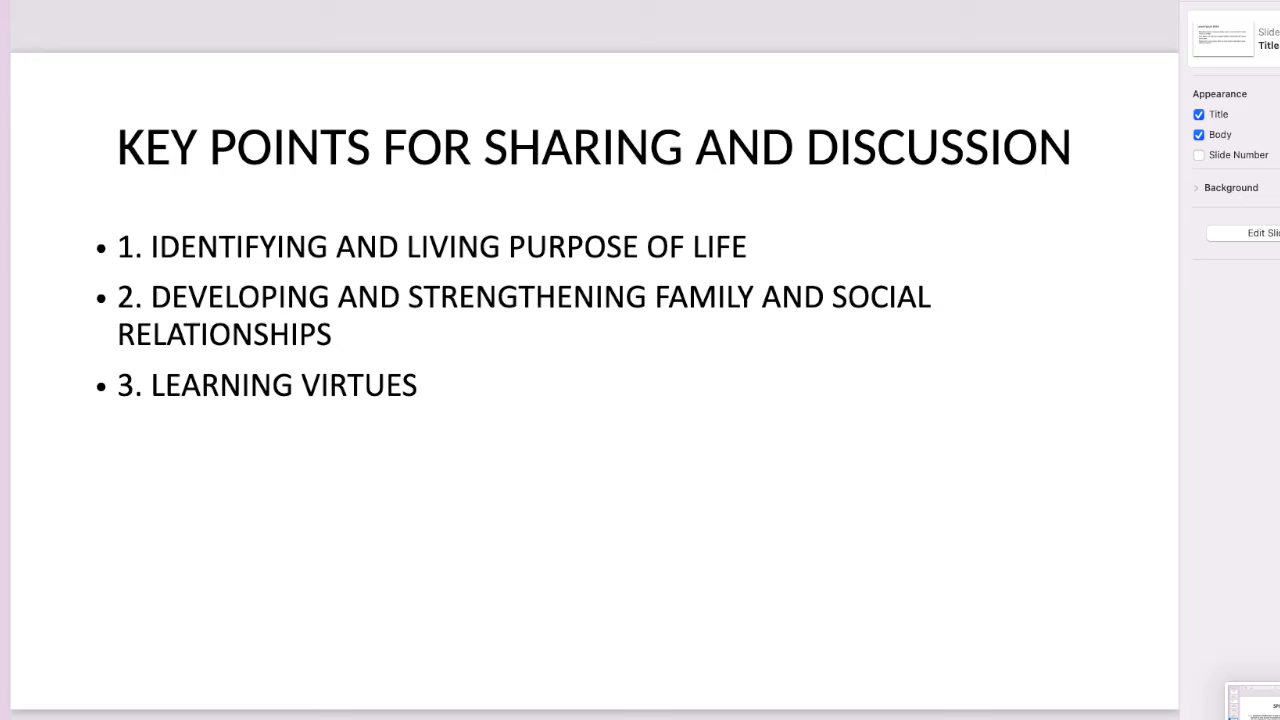 KEY POINTS FOR SHARING AND DISCUSSION
• 1. IDENTIFYING AND LIVING PURPOSE OF LIFE
• 2. DEVELOPING AND STRENGTHENING FAMILY AND SOCIAL
RELATIONSHIPS
• 3. LEARNING VIRTUES
Slide
Title
Appearance
Title
Body
Slide Number
Background
Edit